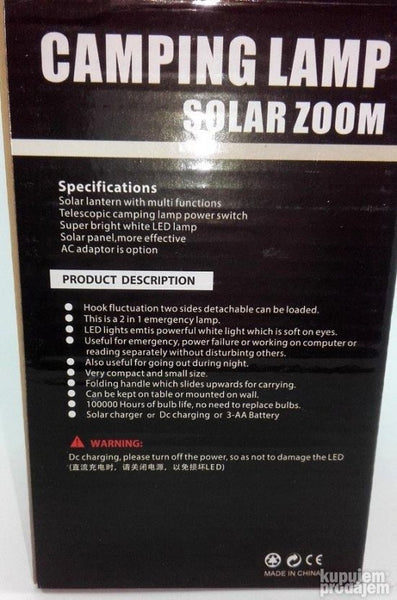 CAMPING LAMP
SOLAR ZOOM
Specifications
Solar lantern with multi functions
Telescopic camping lamp power switch
Super bright white LED lamp
Solar panel,more effective
AC adaptor is option
PRODUCT DESCRIPTION
Hook fluctuation two sides detachable can be loaded.
This is a 2 in 1 emergency lamp.
LED lights emtis powerful white light which is soft on eyes.
Useful for emergency, power failure or working on computer or
reading separately without disturbint others.
Also useful for going out during night.
Very compact and small size.
Folding handle which slides upwards for carrying.
Can be kept on table or mounted on wall.
100000 Hours of bulb life, no need to replace bulbs.
Solar charger or Dc charging or 3-AA Battery
WARNING:
Dc charging, please turn off the power, so as not to damage the LED
(直流充电时，请关闭电源，以免损坏LED)
CE
MADE IN CHINA
kupujem
prodajem